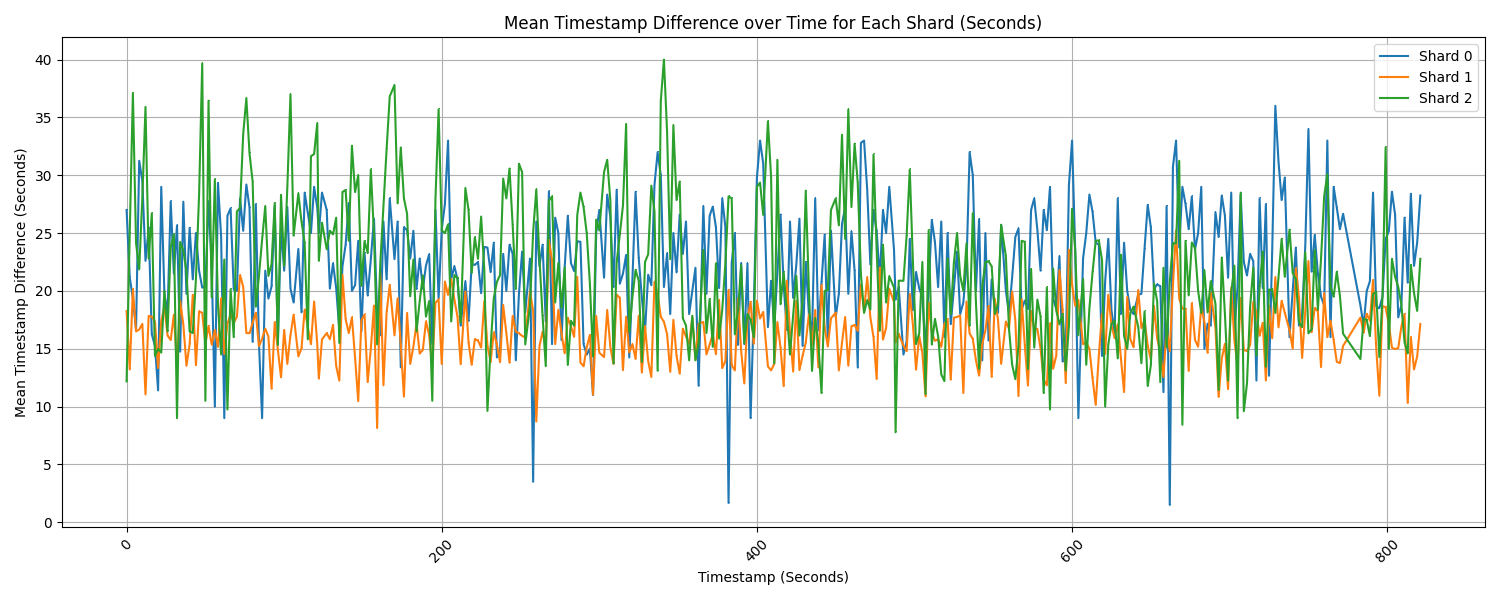 Mean Timestamp Difference over Time for Each Shard (Seconds)
Mean Timestamp Difference (Seconds)
40
35
30
25
20
15
10
5
0
0
200
400
600
800
Timestamp (Seconds)
Shard 0
Shard 1
Shard 2